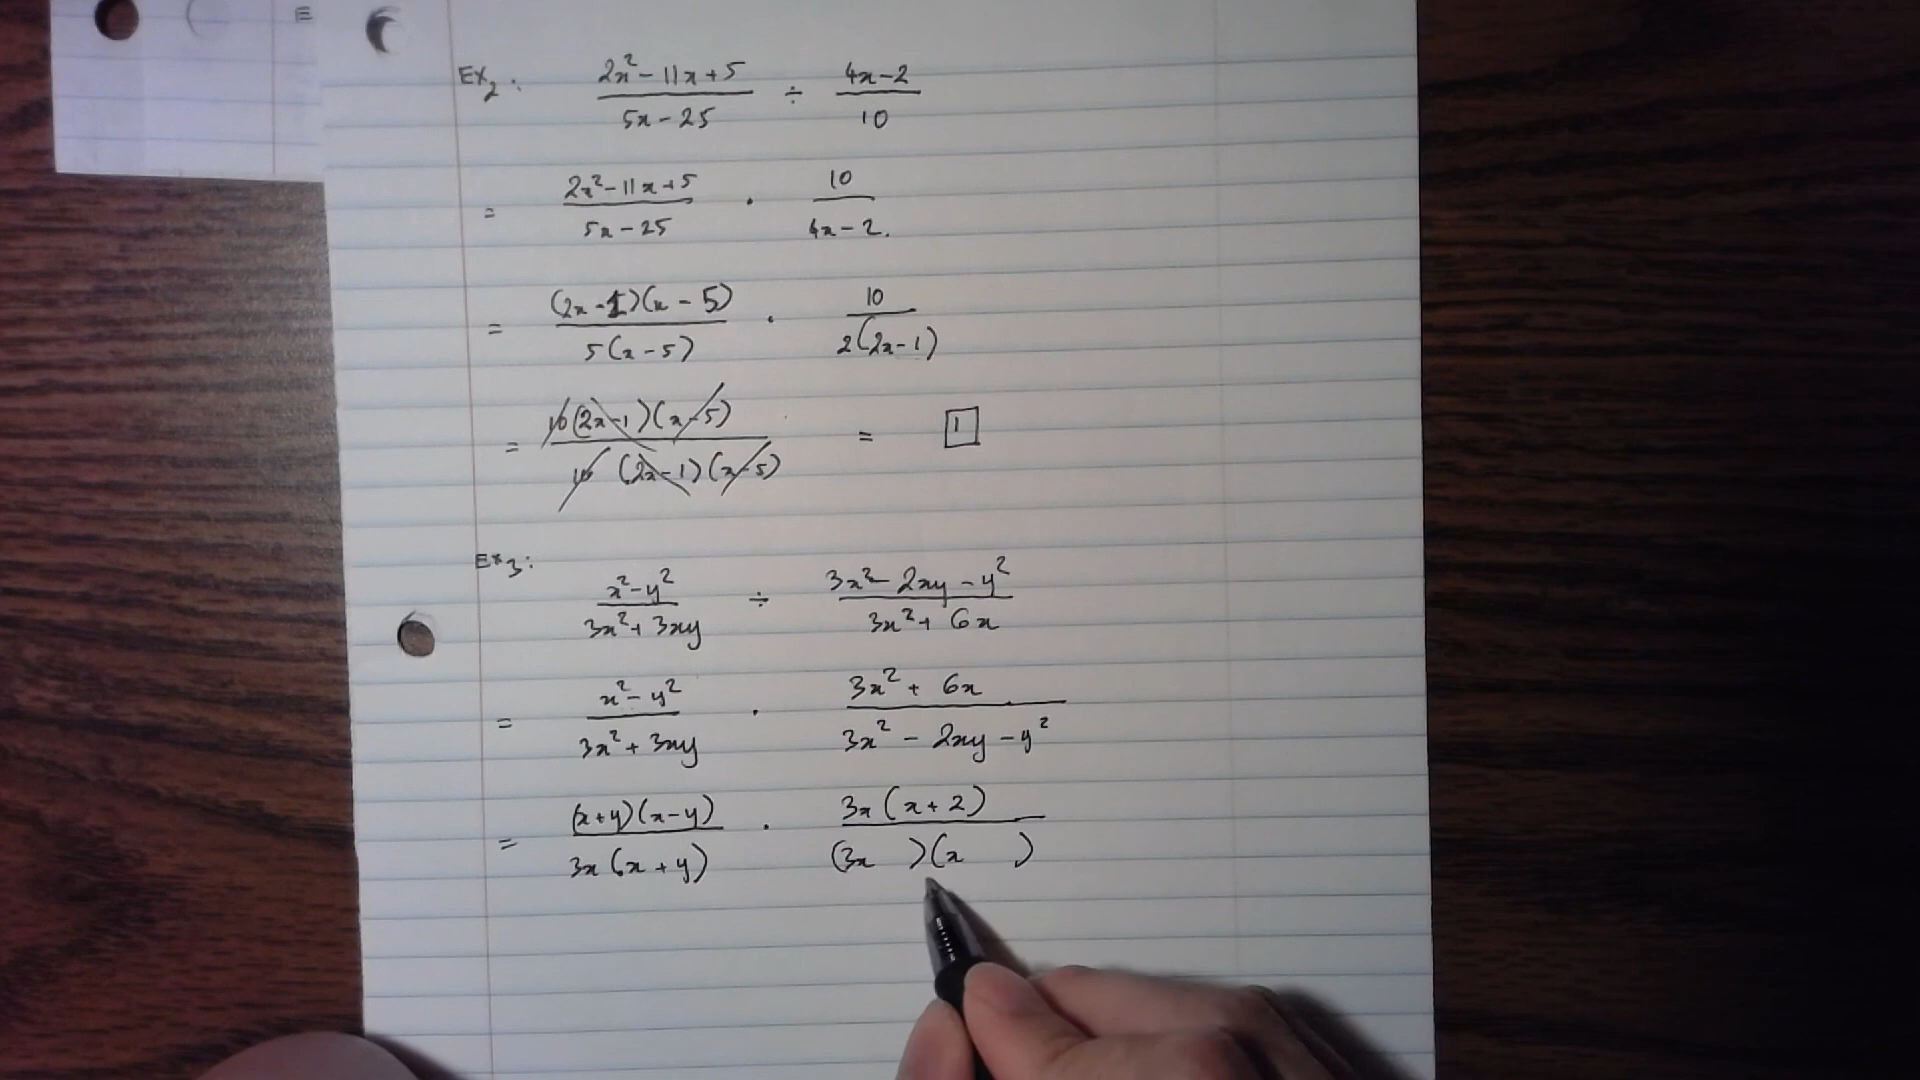 =
Ex2: (2x² - 11x + 5)/(5x - 25) ÷ (4x - 2)/10
= (2x² - 11x + 5)/(5x - 25) · 10/(4x - 2).
= (2x - 1)(x - 5)/5(x - 5) · 10/2(2x - 1)
= 10(2x - 1)(x - 5)/10(2x - 1)(x - 5) = 1
Ex3:
(x² - y²)/(3x² + 3xy) ÷ (3x² - 2xy - y²)/(3x² + 6x)
= (x² - y²)/(3x² + 3xy) · (3x² + 6x)/(3x² - 2xy - y²)
= (x + y)(x - y)/3x(x + y) · 3x(x + 2)/(3x )(x )